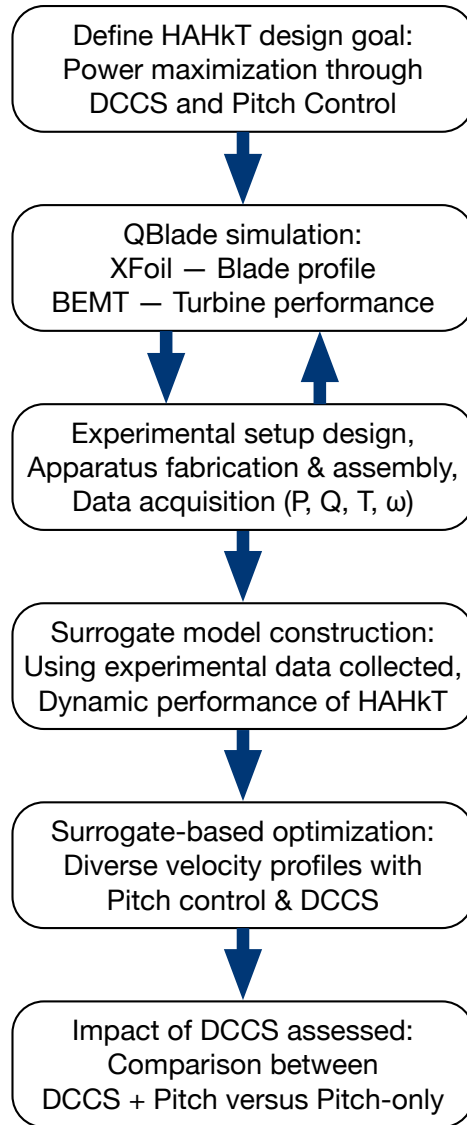 Define HAHkT design goal:
Power maximization through
DCCS and Pitch Control
QBlade simulation:
XFoil — Blade profile
BEMT — Turbine performance
Experimental setup design,
Apparatus fabrication & assembly,
Data acquisition (P, Q, T, ω)
Surrogate model construction:
Using experimental data collected,
Dynamic performance of HAHkT
Surrogate-based optimization:
Diverse velocity profiles with
Pitch control & DCCS
Impact of DCCS assessed:
Comparison between
DCCS + Pitch versus Pitch-only